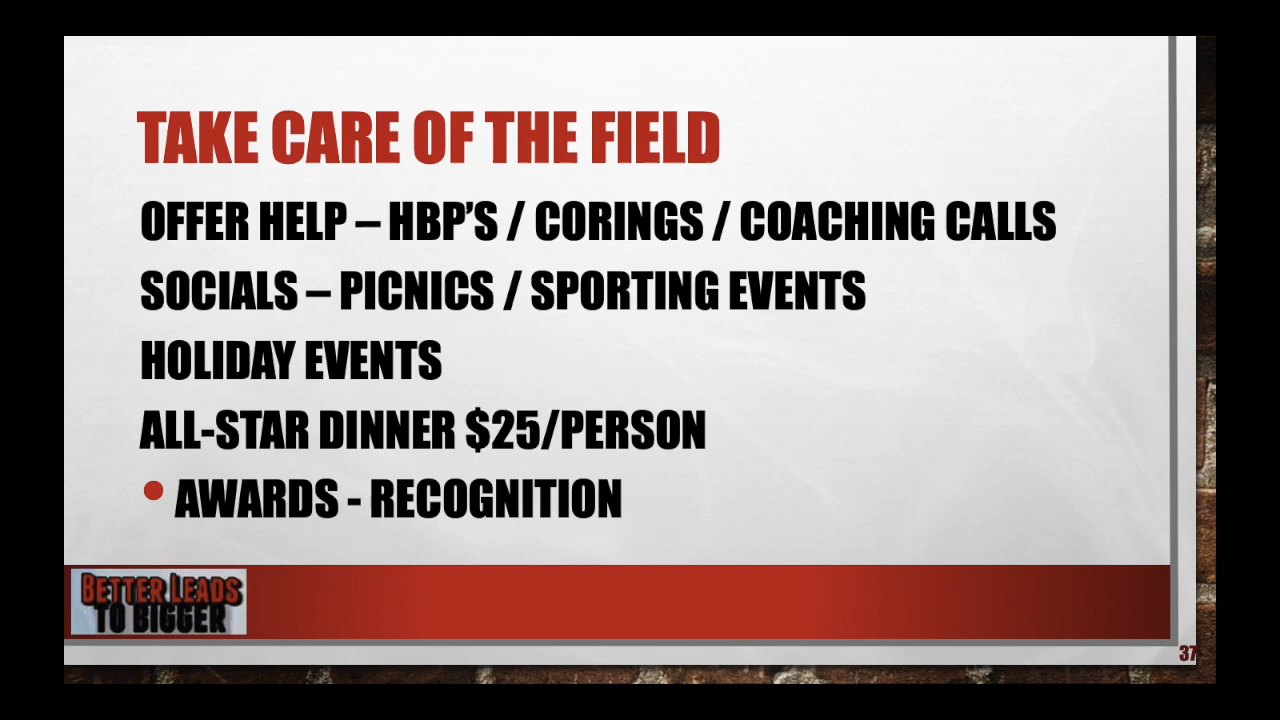 TAKE CARE OF THE FIELD
OFFER HELP – HBP’S / CORINGS / COACHING CALLS
SOCIALS – PICNICS / SPORTING EVENTS
HOLIDAY EVENTS
ALL-STAR DINNER $25/PERSON
• AWARDS - RECOGNITION
BETTER LEADS
TO BIGGER
37